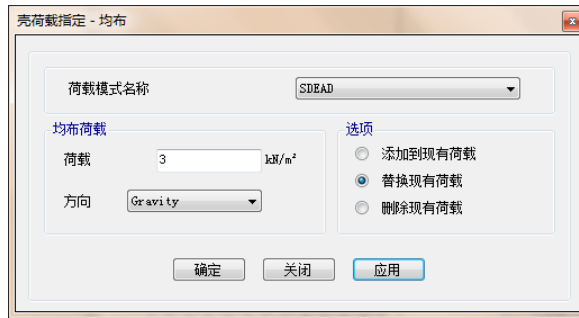 壳荷载指定 - 均布
荷载模式名称 SDEAD
均布荷载
荷载 3 kN/m²
方向 Gravity
选项
添加到现有荷载
替换现有荷载
删除现有荷载
确定 关闭 应用